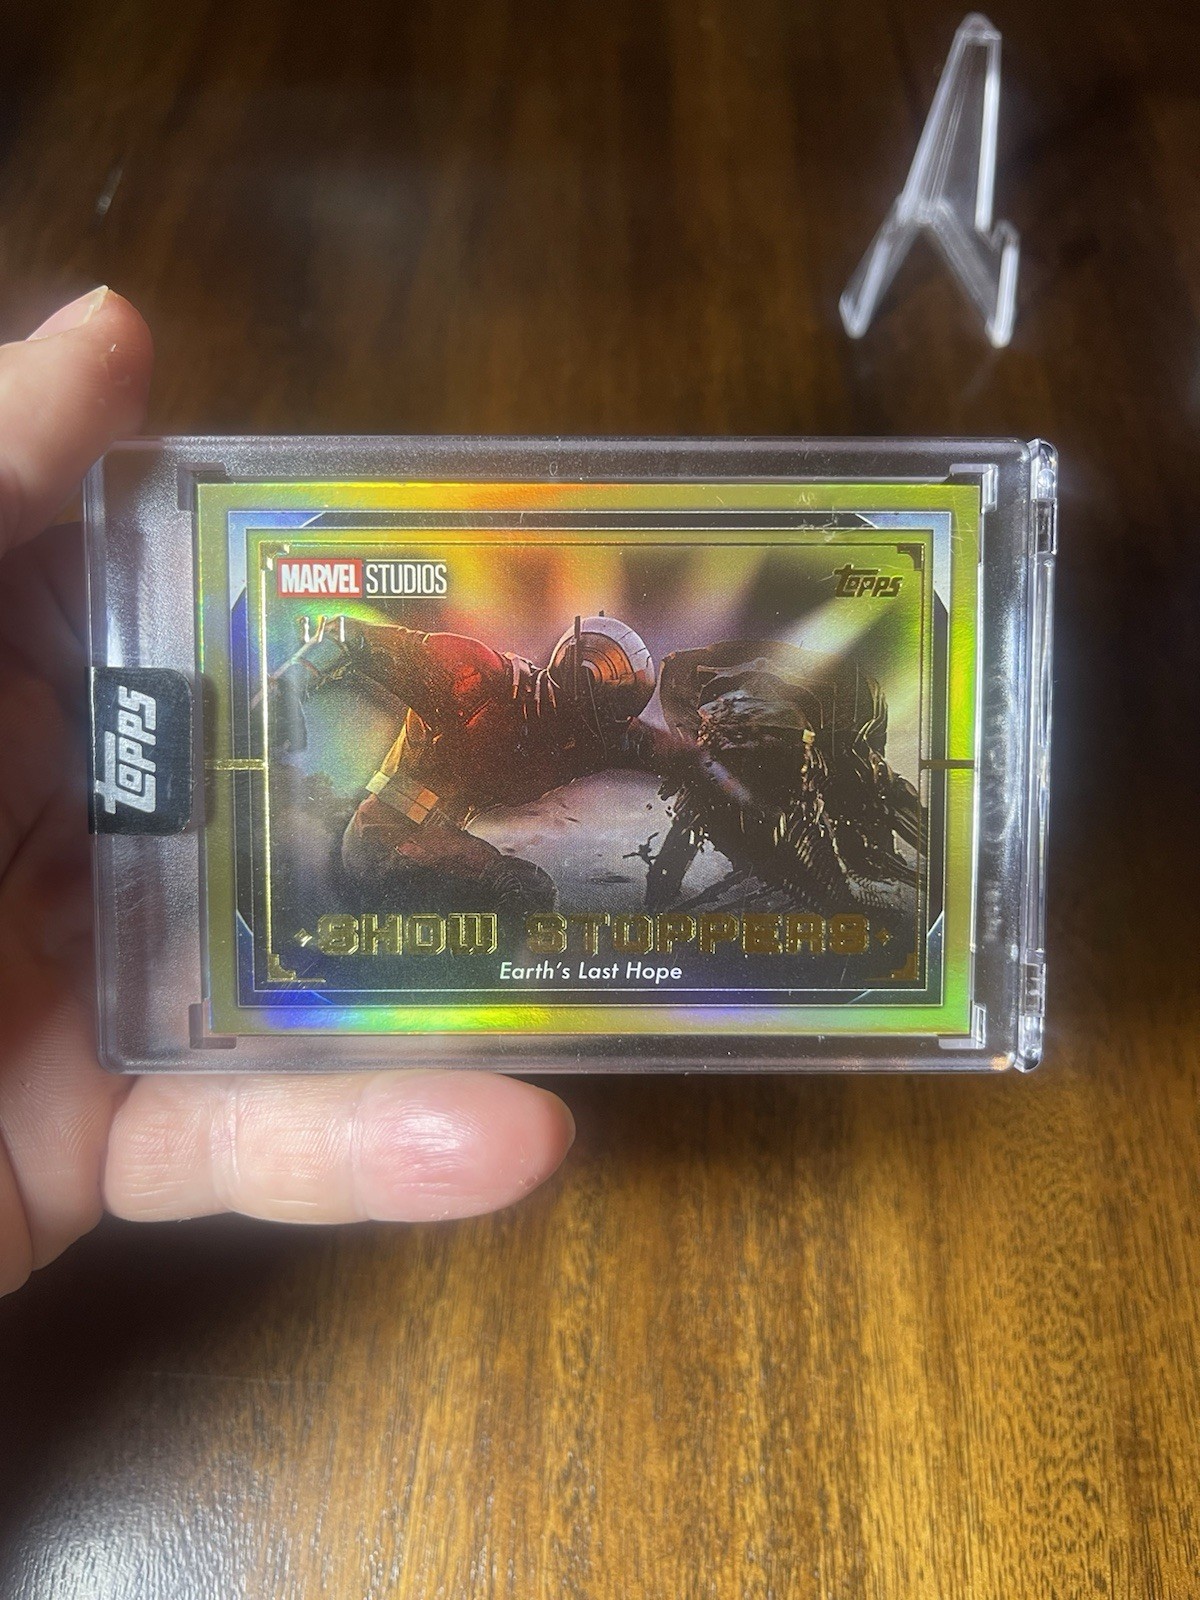 MARVEL STUDIOS
topps
1/1
topps
SHOW STOPPERS
Earth's Last Hope